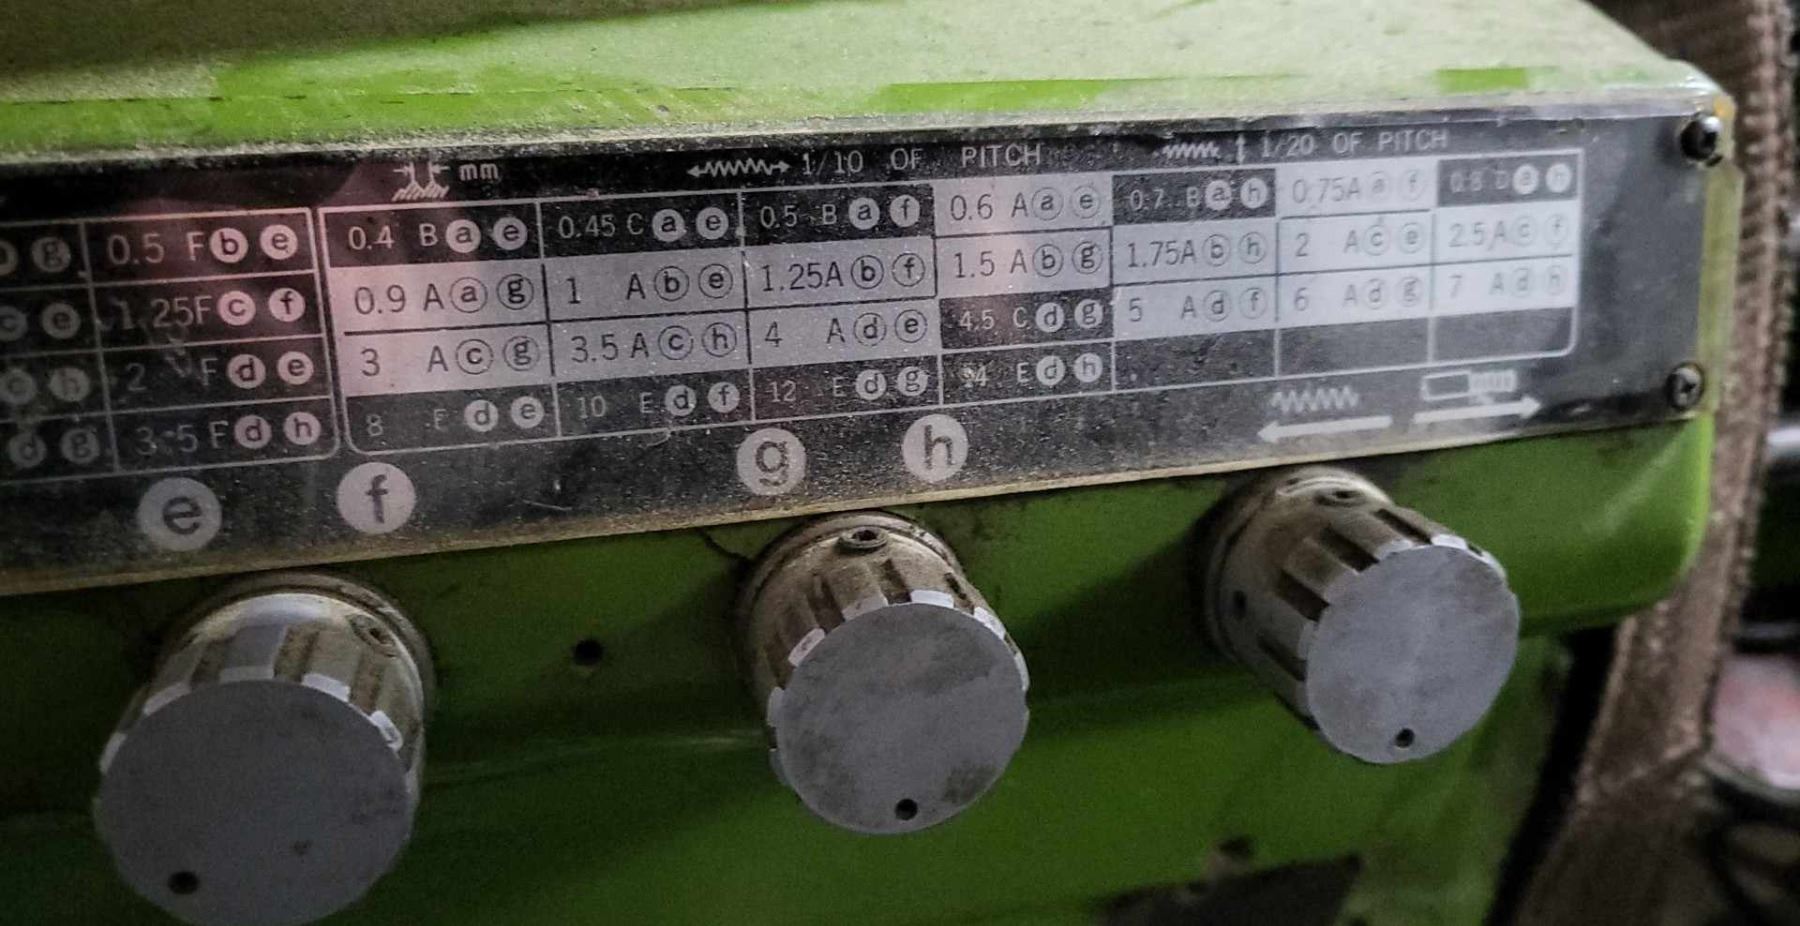 mm 1/10 OF PITCH 1/20 OF PITCH
g 0.5 F b e 0.4 B a e 0.45 C a e 0.5 B a f 0.6 A a e 0.7 B a h 0.75 A a f 0.8 a h
c e 1.25 F c f 0.9 A a g 1 A b e 1.25 A b f 1.5 A b g 1.75 A b h 2 A c e 2.5 A c f
c h 2 F d e 3 A c g 3.5 A c h 4 A d e 4.5 C d g 5 A d f 6 A d g 7 A d h
d g 3.5 F d h 8 E d e 10 E d f 12 E d g E d h
e f g h